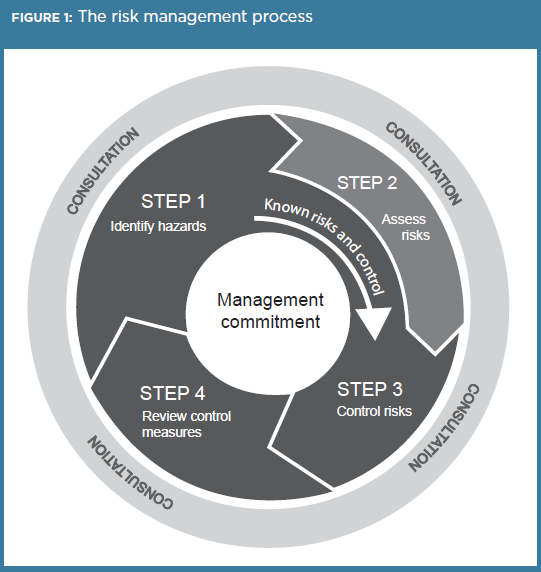 FIGURE 1: The risk management process
CONSULTATION
CONSULTATION
STEP 1
Identify hazards
STEP 2
Assess
risks
Known risks and control
Management
commitment
STEP 3
Control risks
STEP 4
Review control
measures
CONSULTATION
CONSULTATION